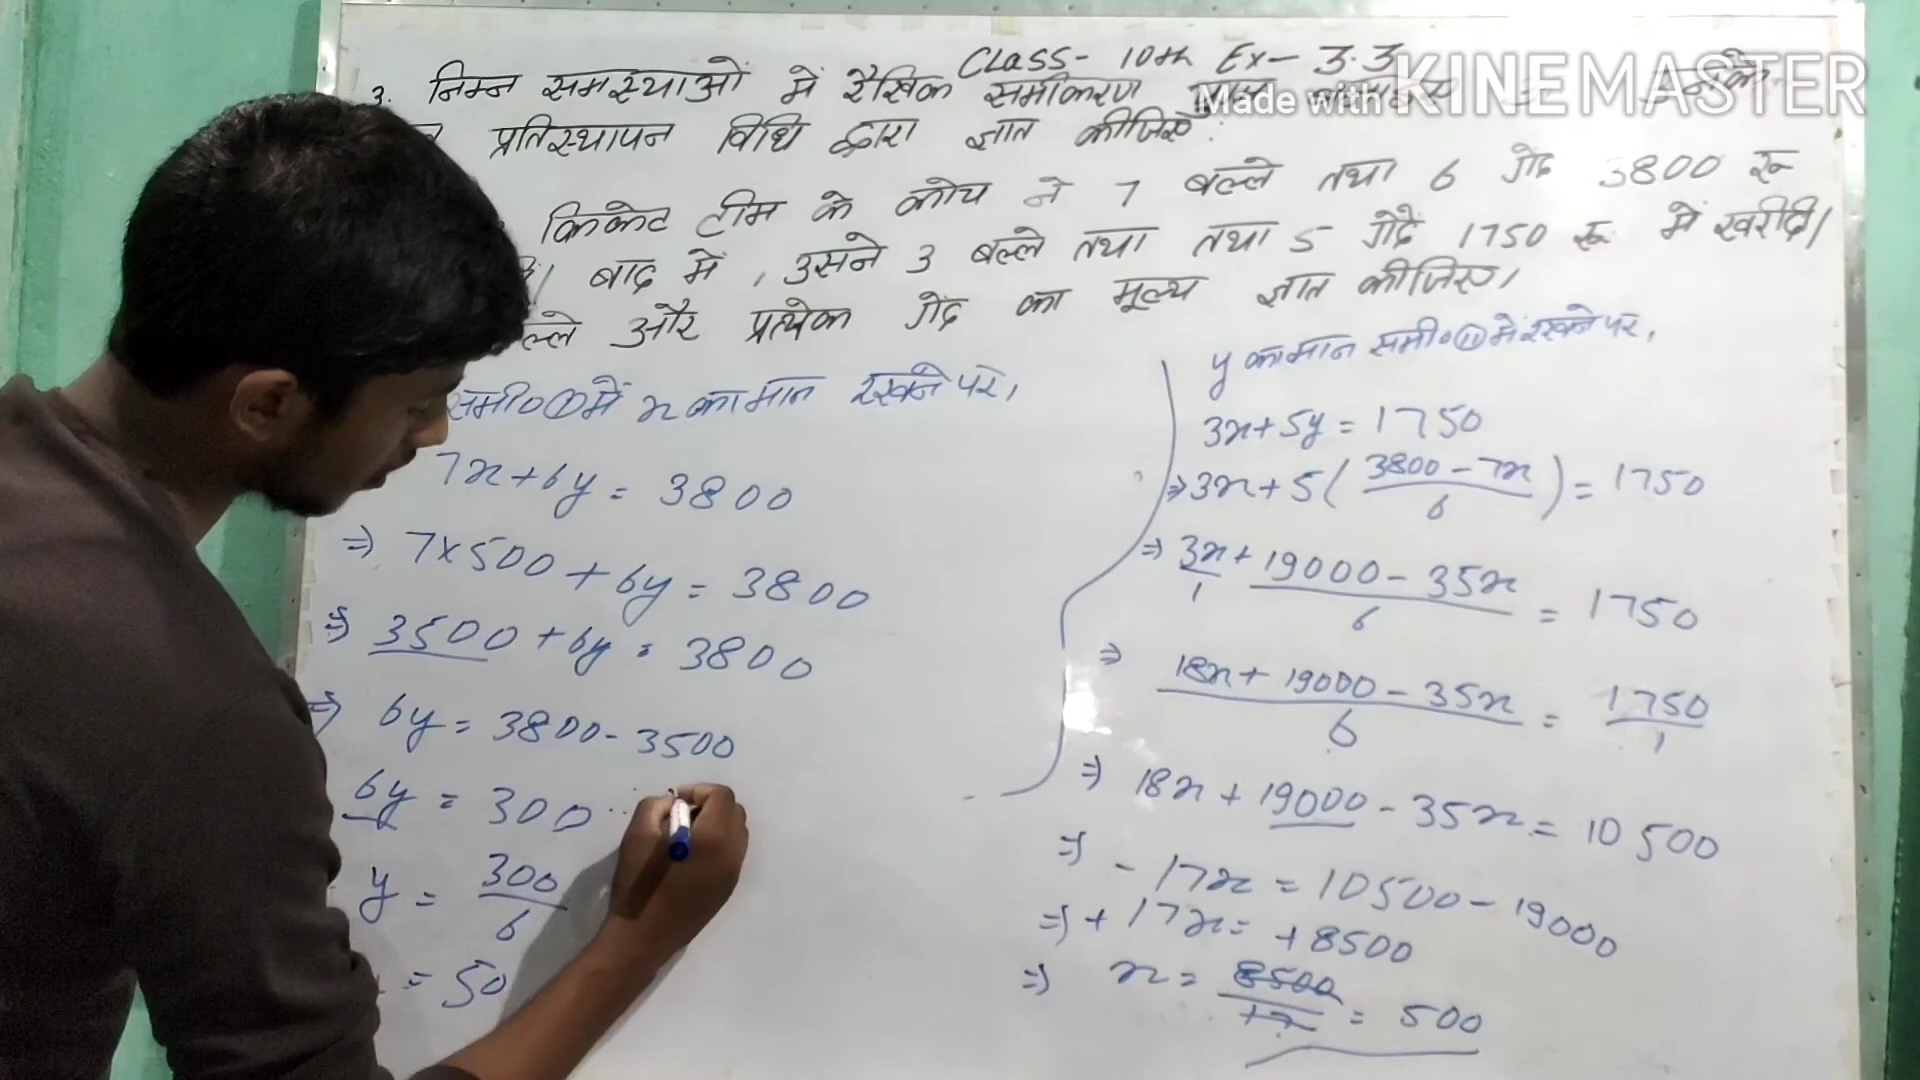 CLASS- 10th Ex- 3.3
3. निम्न समस्याओं में रैखिक समीकरण युग्म
Made with KINEMASTER
प्रतिस्थापन विधि द्वारा ज्ञात कीजिए:
क्रिकेट टीम के कोच ने 7 बल्ले तथा 6 गेंद 3800 रू
बाद में, उसने 3 बल्ले तथा तथा 5 गेंदें 1750 रू में खरीदी।
ल्ले और प्रत्येक गेंद का मूल्य ज्ञात कीजिए।
समी० ① में x का मान रखने पर,
7x+6y = 3800
⇒ 7×500 + 6y = 3800
⇒ 3500 + 6y = 3800
⇒ 6y = 3800 - 3500
6y = 300
y = 300/6
= 50
y का मान समी० ⑪ में रखने पर,
3x+5y = 1750
⇒ 3x+5(3800-7x/6) = 1750
⇒ 3x/1 + 19000-35x/6 = 1750
⇒ 18x+19000-35x/6 = 1750/1
⇒ 18x + 19000 - 35x = 10500
⇒ -17x = 10500 - 19000
⇒ +17x = +8500
⇒ x = 8500/17 = 500